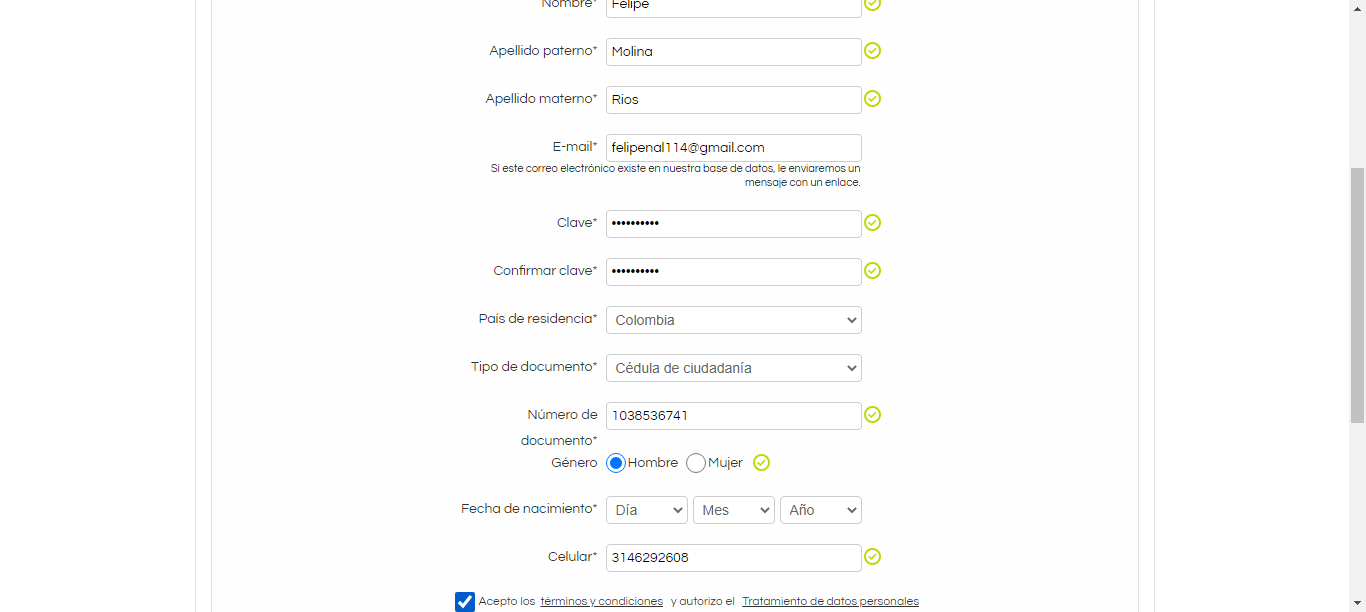 Nombre* Felipe
Apellido paterno* Molina
Apellido materno* Rios
E-mail* felipenal114@gmail.com
Si este correo electrónico existe en nuestra base de datos, le enviaremos un
mensaje con un enlace.
Clave* ••••••••••
Confirmar clave* ••••••••••
País de residencia* Colombia
Tipo de documento* Cédula de ciudadanía
Número de 1038536741
documento*
Género Hombre Mujer
Fecha de nacimiento* Día Mes Año
Celular* 3146292608
Acepto los términos y condiciones y autorizo el Tratamiento de datos personales